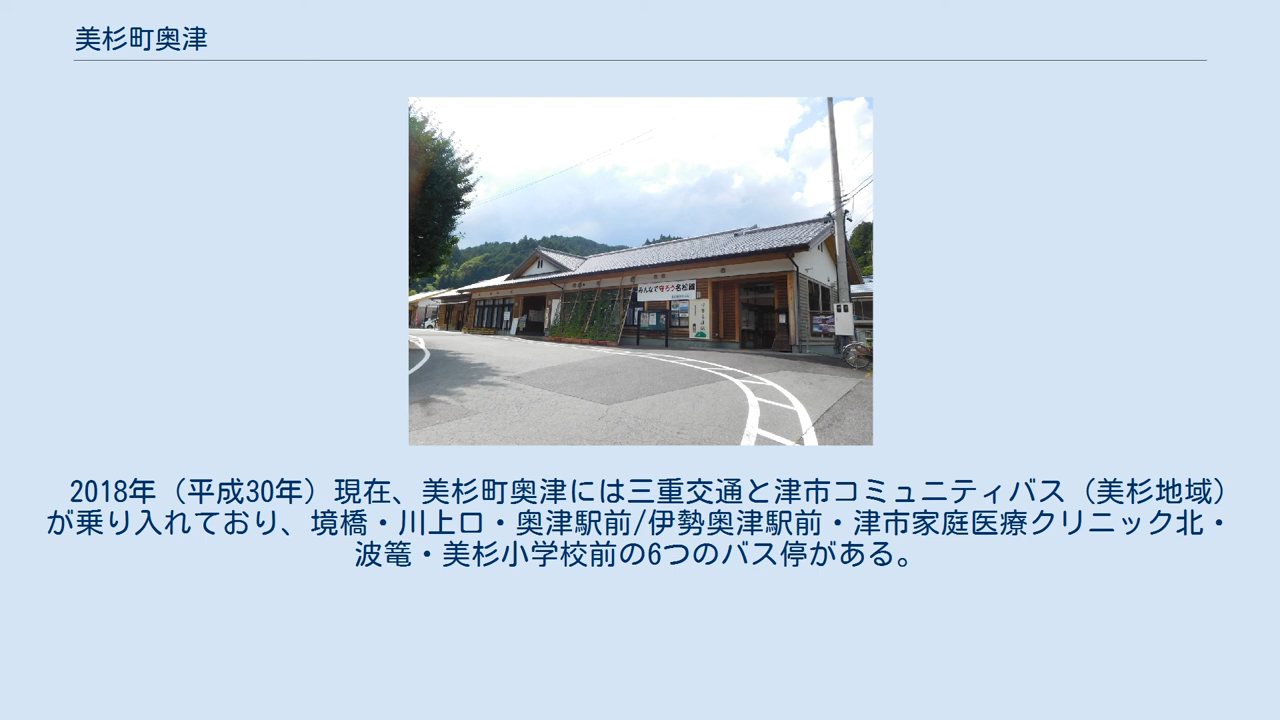 美杉町奥津
みんなで守ろう名松線
2018年（平成30年）現在、美杉町奥津には三重交通と津市コミュニティバス（美杉地域）
が乗り入れており、境橋・川上口・奥津駅前/伊勢奥津駅前・津市家庭医療クリニック北・
波篭・美杉小学校前の6つのバス停がある。